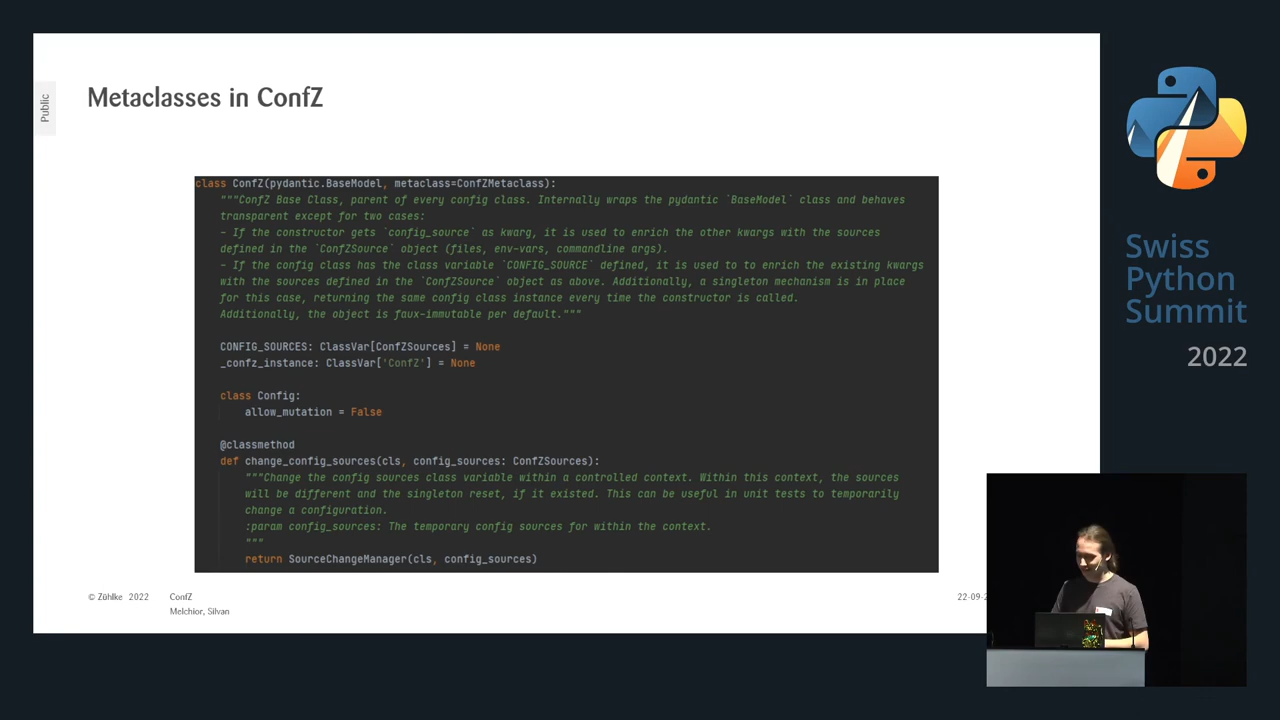 Public
Metaclasses in ConfZ
class ConfZ(pydantic.BaseModel, metaclass=ConfZMetaclass):
"""ConfZ Base Class, parent of every config class. Internally wraps the pydantic `BaseModel` class and behaves
transparent except for two cases:
- If the constructor gets `config_source` as kwarg, it is used to enrich the other kwargs with the sources
defined in the `ConfZSource` object (files, env-vars, commandline args).
- If the config class has the class variable `CONFIG_SOURCE` defined, it is used to to enrich the existing kwargs
with the sources defined in the `ConfZSource` object as above. Additionally, a singleton mechanism is in place
for this case, returning the same config class instance every time the constructor is called.
Additionally, the object is faux-immutable per default."""
CONFIG_SOURCES: ClassVar[ConfZSources] = None
_confz_instance: ClassVar['ConfZ'] = None
class Config:
allow_mutation = False
@classmethod
def change_config_sources(cls, config_sources: ConfZSources):
"""Change the config sources class variable within a controlled context. Within this context, the sources
will be different and the singleton reset, if it existed. This can be useful in unit tests to temporarily
change a configuration.
:param config_sources: The temporary config sources for within the context.
"""
return SourceChangeManager(cls, config_sources)
© Zühlke 2022
ConfZ
Melchior, Silvan
22-09-2
Swiss
Python
Summit
2022